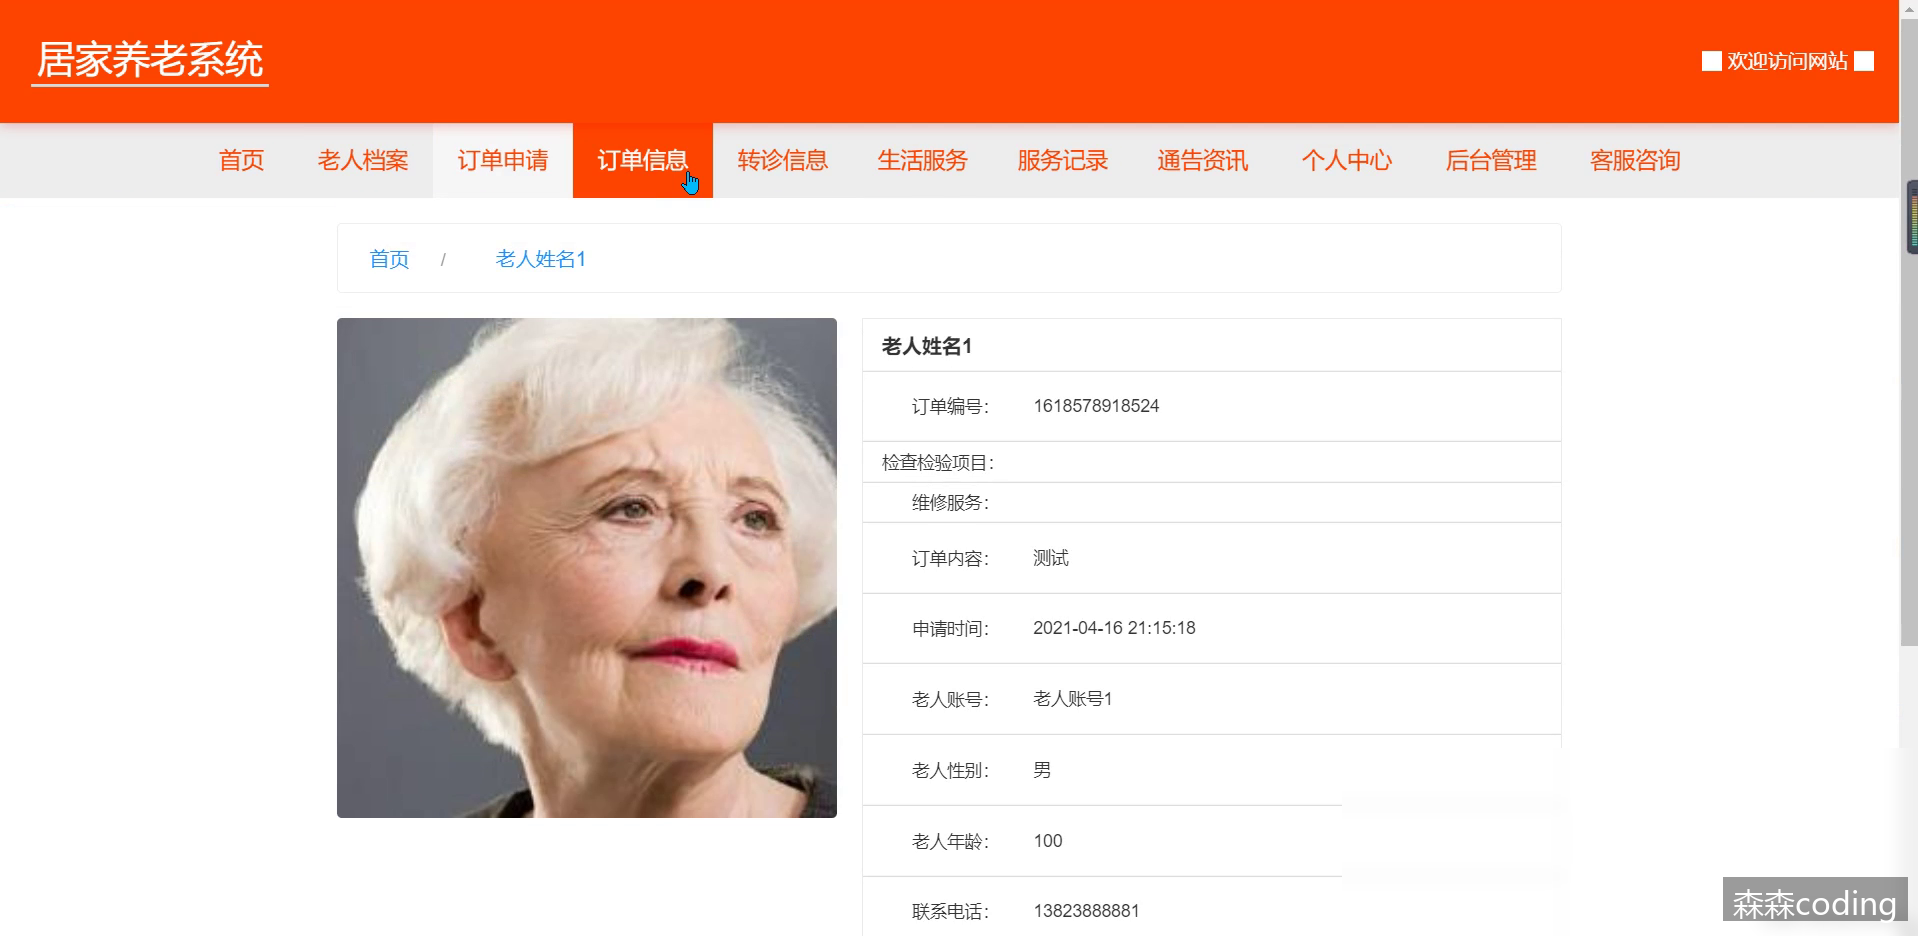 居家养老系统
欢迎访问网站
首页 老人档案 订单申请 订单信息 转诊信息 生活服务 服务记录 通告资讯 个人中心 后台管理 客服咨询
首页 / 老人姓名1
老人姓名1
订单编号: 1618578918524
检查检验项目:
维修服务:
订单内容: 测试
申请时间: 2021-04-16 21:15:18
老人账号: 老人账号1
老人性别: 男
老人年龄: 100
联系电话: 13823888881
森森coding